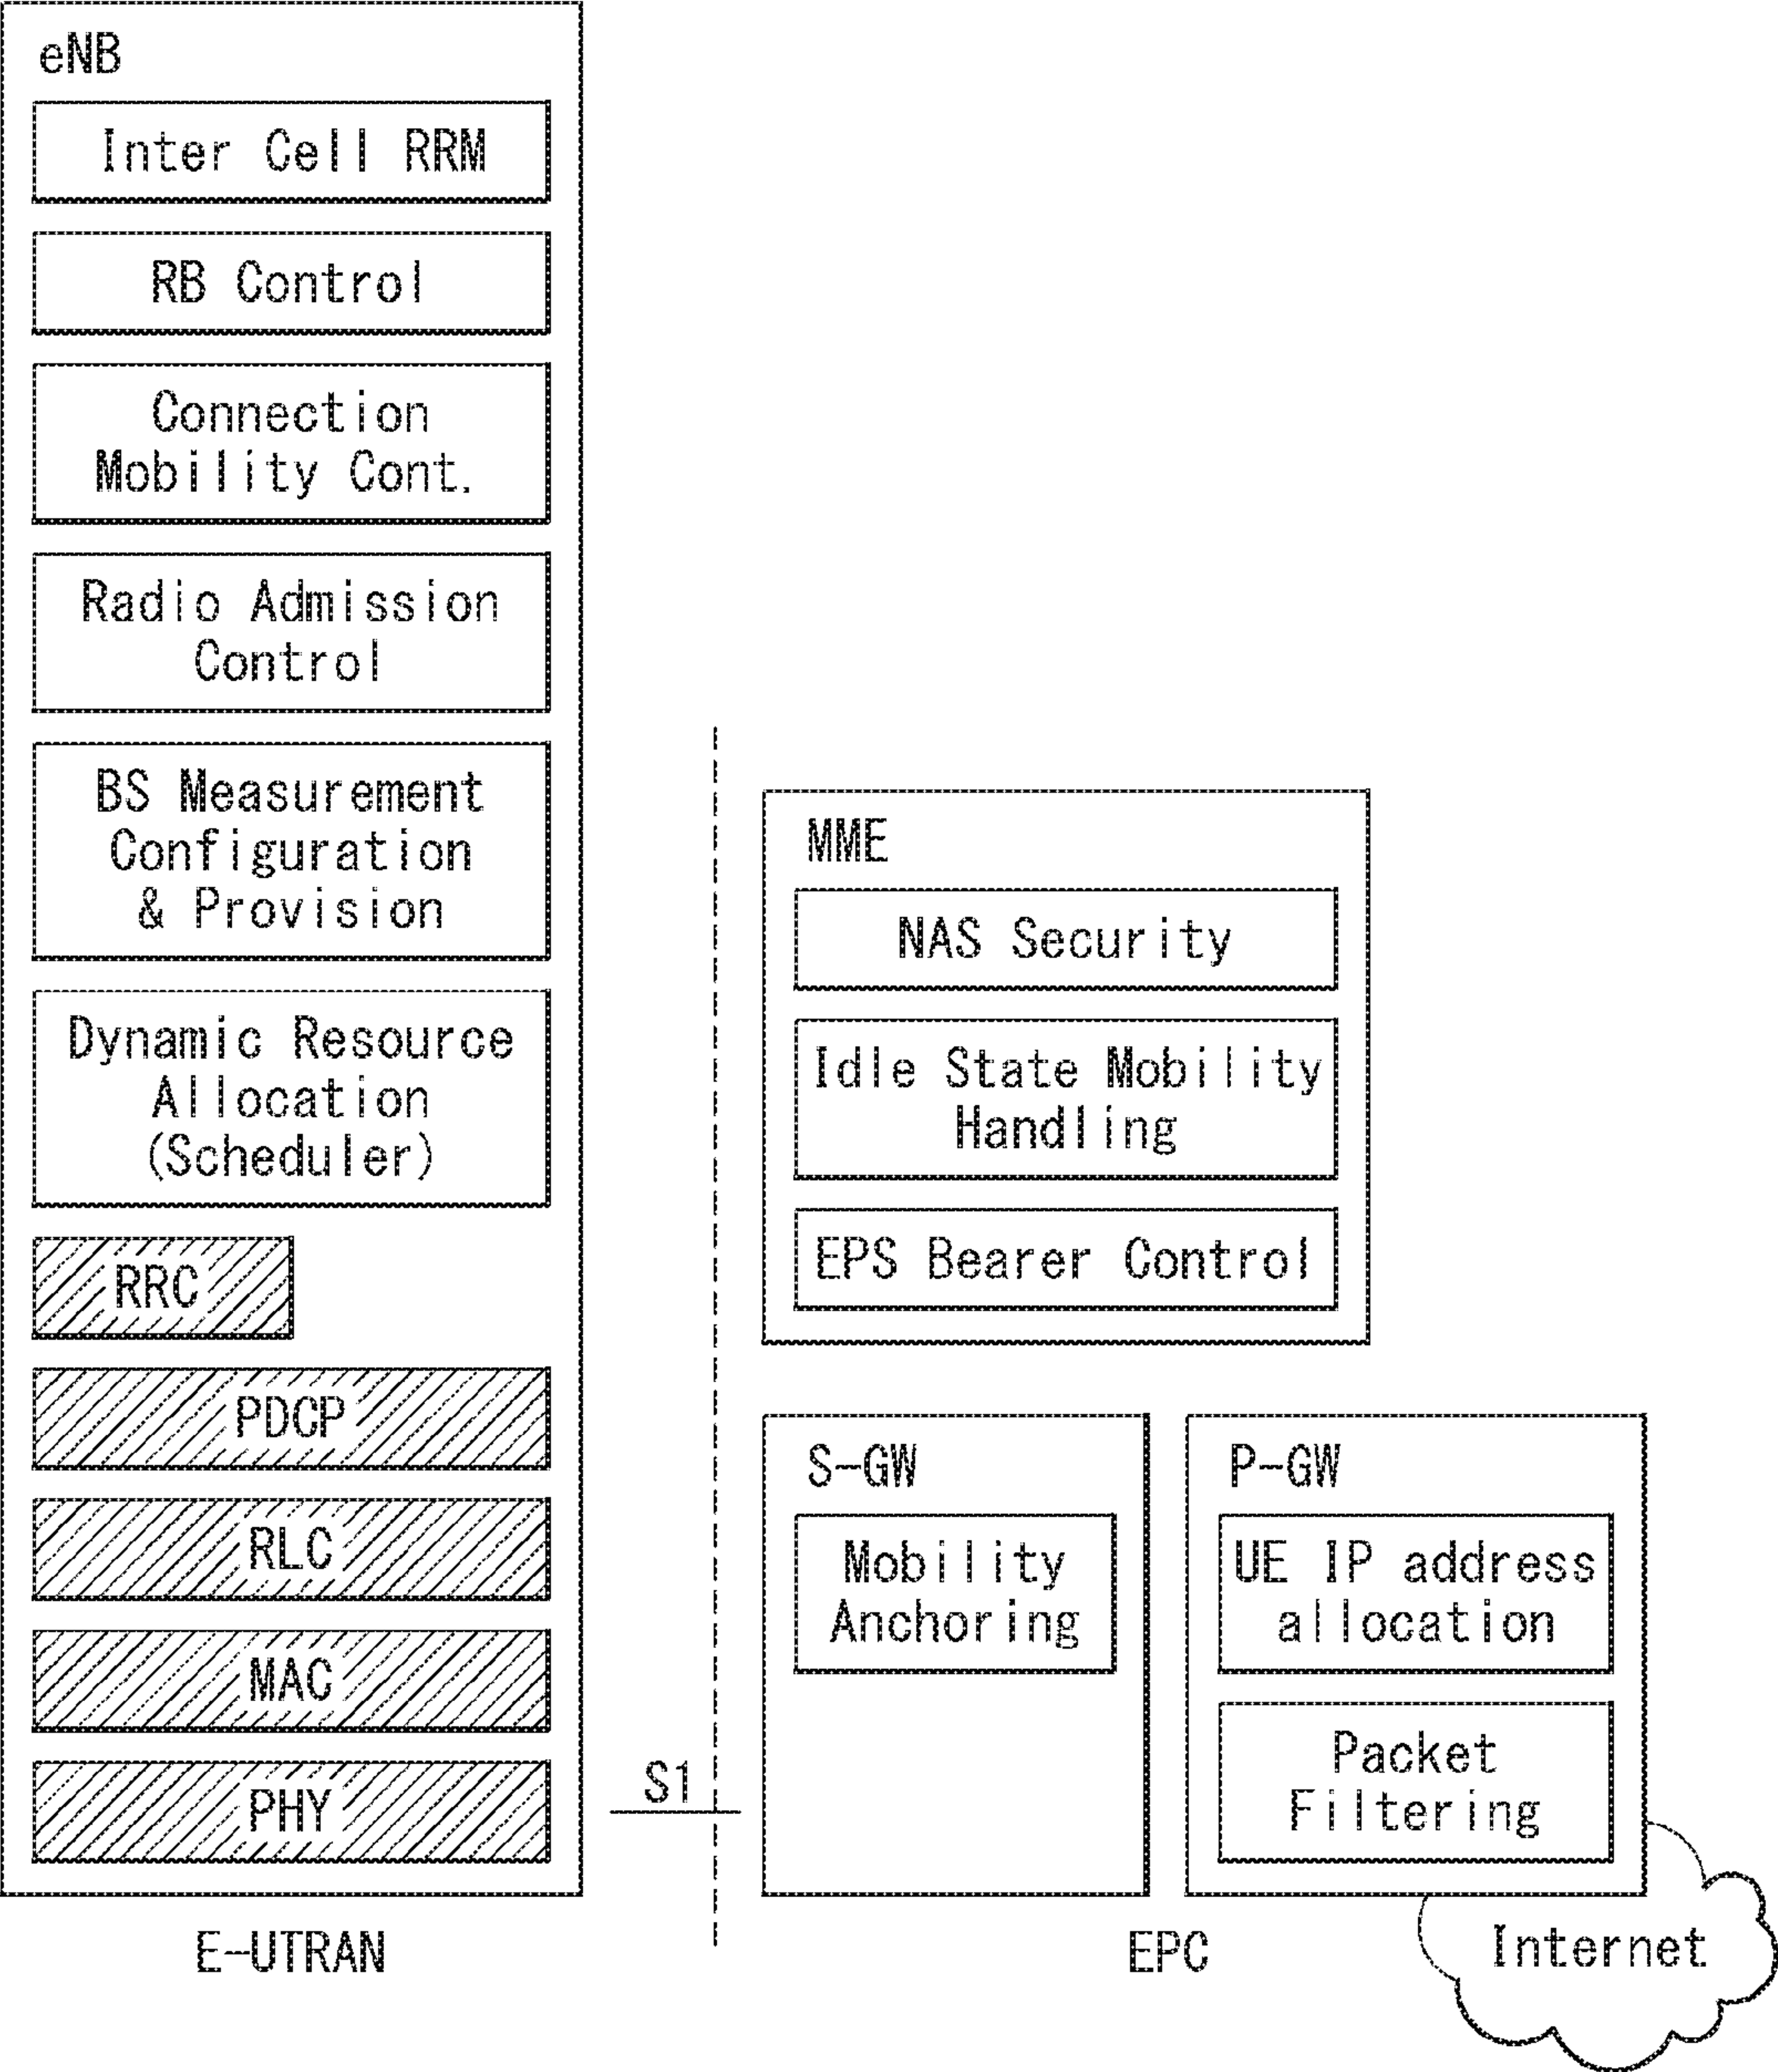 eNB
Inter Cell RRM
RB Control
Connection
Mobility Cont.
Radio Admission
Control
BS Measurement
Configuration
& Provision
Dynamic Resource
Allocation
(Scheduler)
RRC
PDCP
RLC
MAC
PHY
E-UTRAN
S1
MME
NAS Security
Idle State Mobility
Handling
EPS Bearer Control
S-GW
Mobility
Anchoring
P-GW
UE IP address
allocation
Packet
Filtering
EPC
Internet